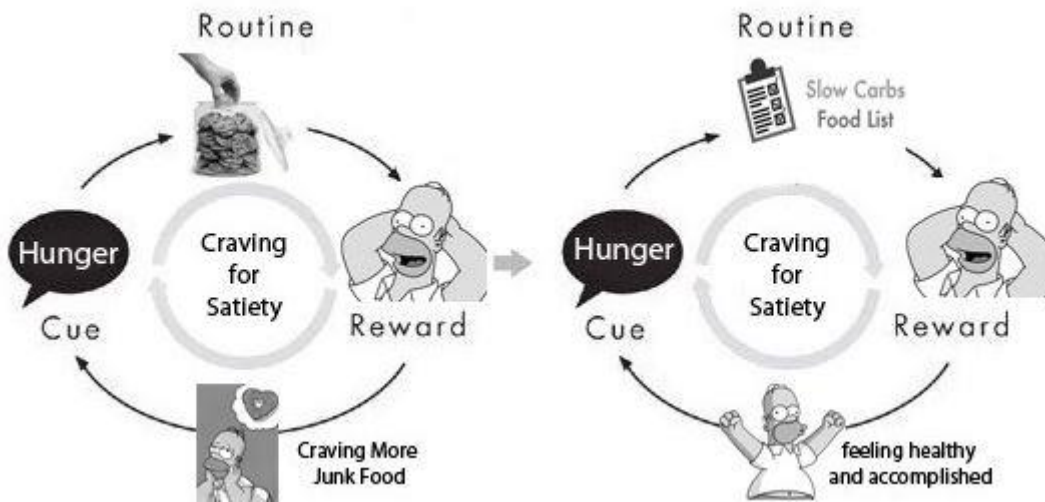 Routine
Hunger
Craving
for
Satiety
Cue
Reward
Craving More
Junk Food
Routine
Slow Carbs
Food List
Hunger
Craving
for
Satiety
Cue
Reward
feeling healthy
and accomplished